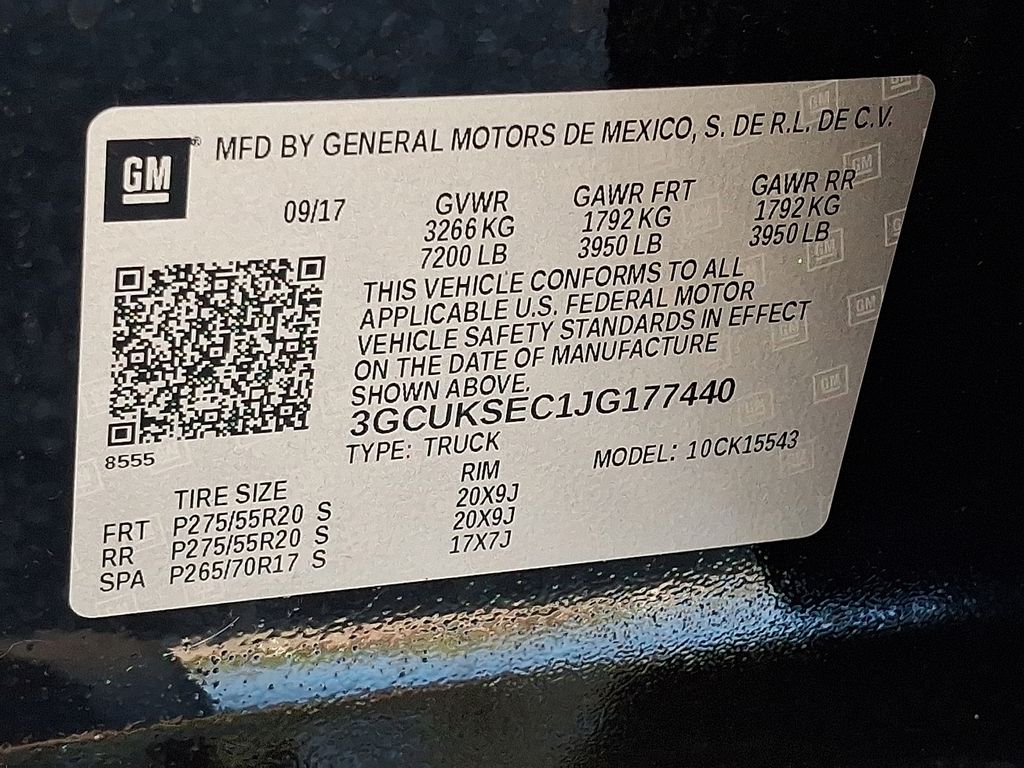 GM® MFD BY GENERAL MOTORS DE MEXICO, S. DE R.L. DE C.V.
09/17 GVWR GAWR FRT GAWR RR
3266 KG 1792 KG 1792 KG
7200 LB 3950 LB 3950 LB
THIS VEHICLE CONFORMS TO ALL
APPLICABLE U.S. FEDERAL MOTOR
VEHICLE SAFETY STANDARDS IN EFFECT
ON THE DATE OF MANUFACTURE
SHOWN ABOVE.
3GCUKSEC1JG177440
8555 TYPE: TRUCK MODEL: 10CK15543
TIRE SIZE RIM
FRT P275/55R20 S 20X9J
RR P275/55R20 S 20X9J
SPA P265/70R17 S 17X7J